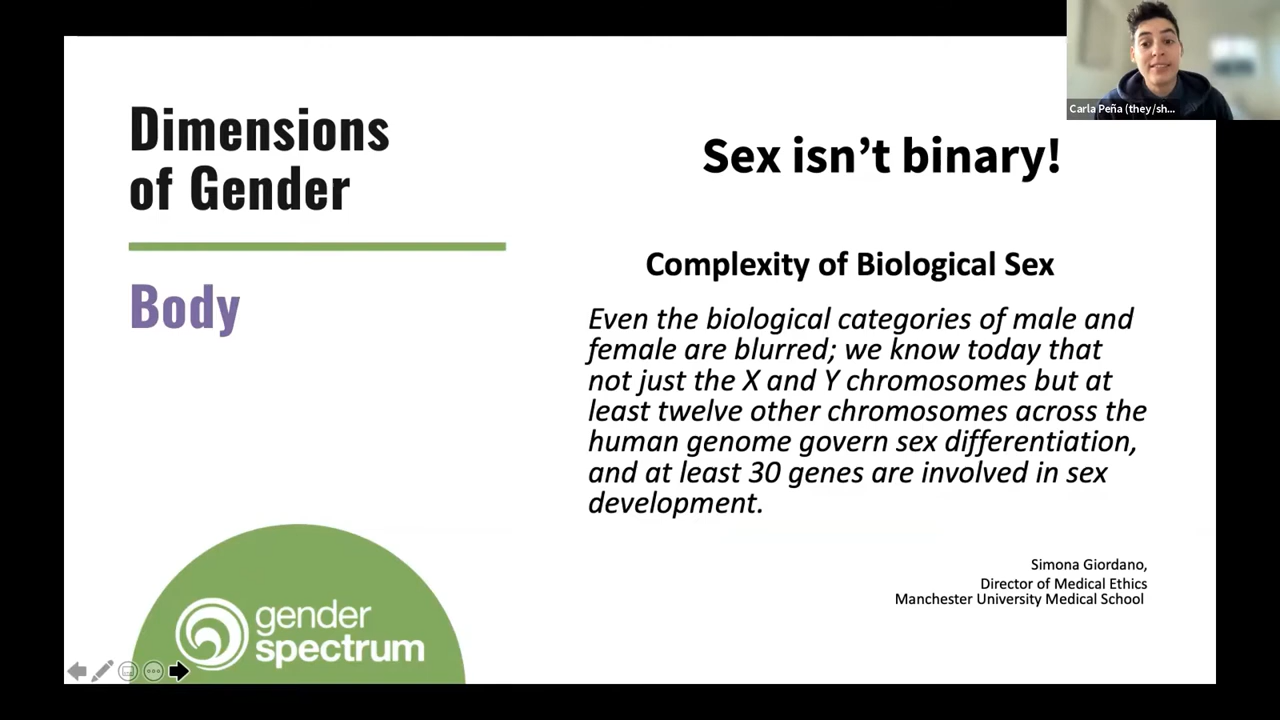 Dimensions
of Gender
Body
Sex isn't binary!
Complexity of Biological Sex
Even the biological categories of male and
female are blurred; we know today that
not just the X and Y chromosomes but at
least twelve other chromosomes across the
human genome govern sex differentiation,
and at least 30 genes are involved in sex
development.
Simona Giordano,
Director of Medical Ethics
Manchester University Medical School
gender
spectrum
Carla Peña (they/sh...